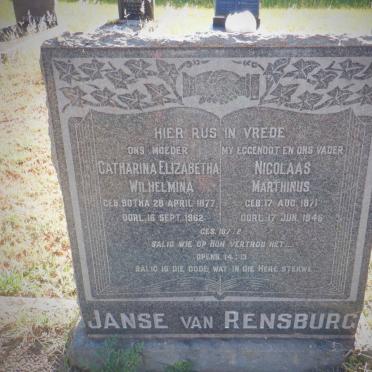 HIER RUS IN VREDE
ONS MOEDER
CATHARINA ELIZABETHA
WILHELMINA
GEB. BOTHA 28 APRIL 1877
OORL. 16 SEPT. 1962
MY EGGENOOT EN ONS VADER
NICOLAAS
MARTHINUS
GEB. 17 AUG. 1871
OORL. 17 JUN. 1946
GES.
SALIG WIE OP HOM VERTROU HET...
OPENB. 14:13
SALIG IS DIE DODE WAT IN DIE HERE STERWE
JANSE VAN RENSBURG